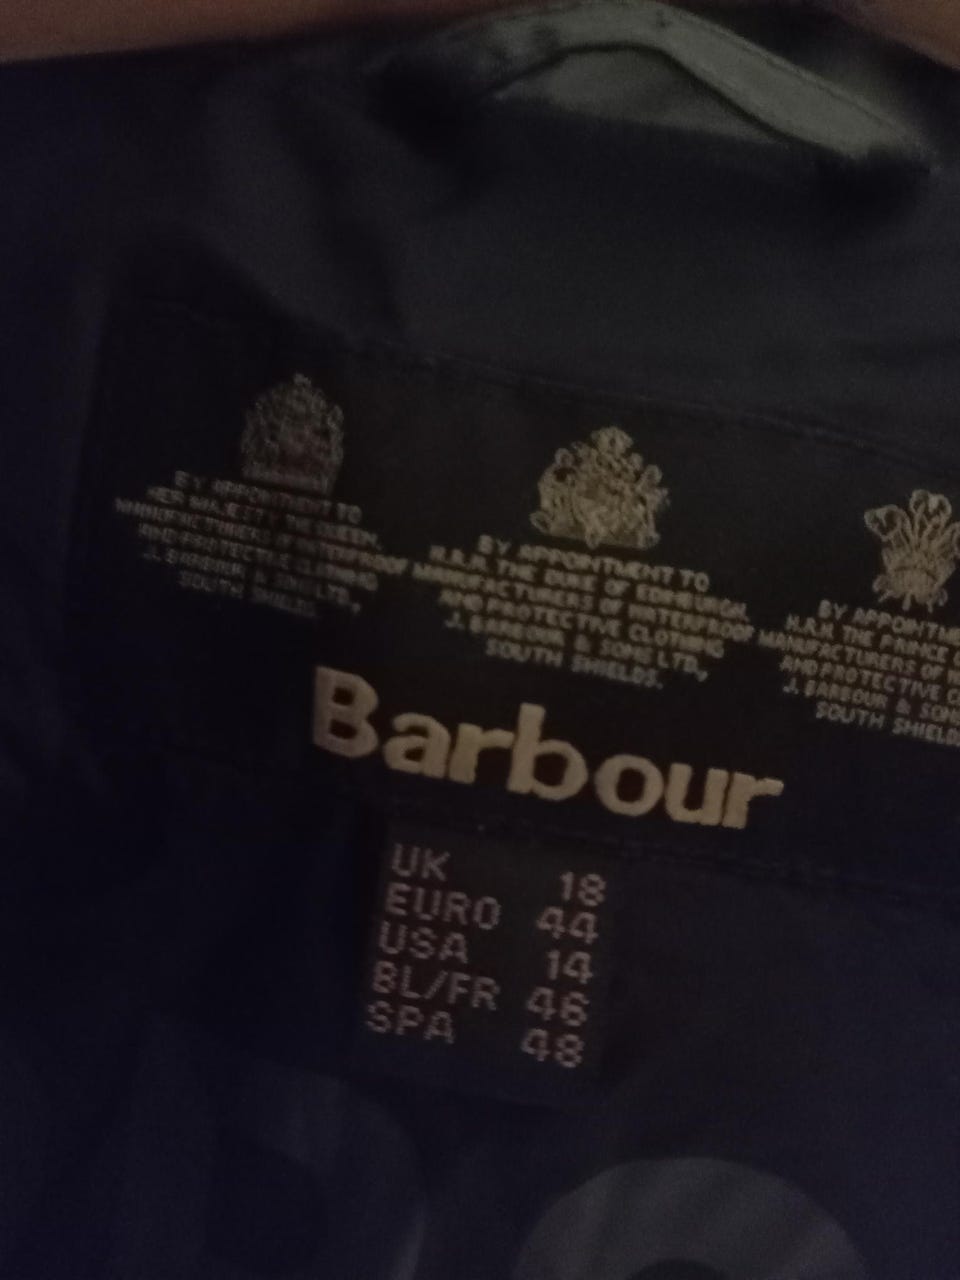 BY APPOINTMENT TO
HER MAJESTY THE QUEEN,
MANUFACTURERS OF WATERPROOF
AND PROTECTIVE CLOTHING
J. BARBOUR & SONS LTD.,
SOUTH SHIELDS.
BY APPOINTMENT TO
H.R.H. THE DUKE OF EDINBURGH,
MANUFACTURERS OF WATERPROOF
AND PROTECTIVE CLOTHING
J. BARBOUR & SONS LTD.,
SOUTH SHIELDS.
BY APPOINTME
H.R.H. THE PRINCE
MANUFACTURERS OF
AND PROTECTIVE C
J. BARBOUR & SONS
SOUTH SHIELDS
Barbour
UK 18
EURO 44
USA 14
BL/FR 46
SPA 48